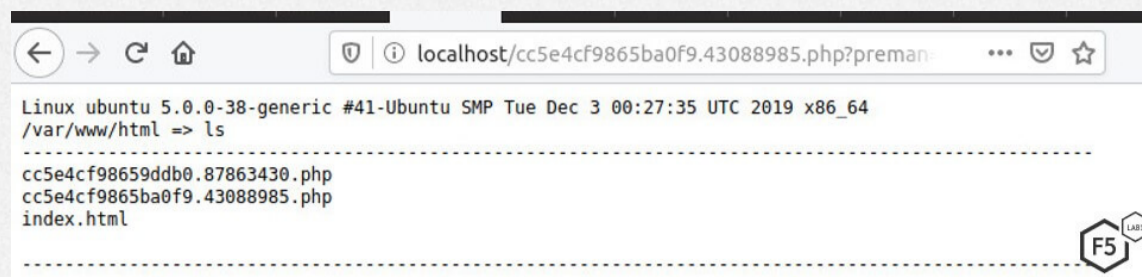 localhost/cc5e4cf9865ba0f9.43088985.php?preman=
Linux ubuntu 5.0.0-38-generic #41-Ubuntu SMP Tue Dec 3 00:27:35 UTC 2019 x86_64
/var/www/html => ls
----------------------------------------------------------------------------------------------------
cc5e4cf98659ddb0.87863430.php
cc5e4cf9865ba0f9.43088985.php
index.html
LABS
F5
----------------------------------------------------------------------------------------------------